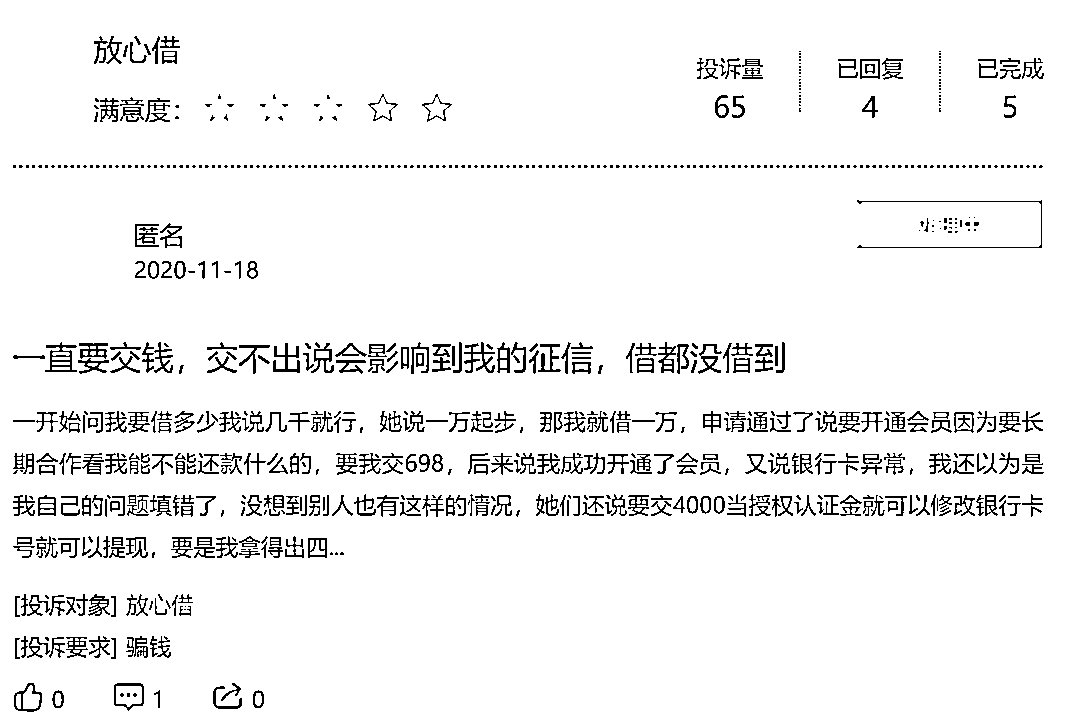 放心借
投诉量 已回复 已完成
满意度:
65 4 5
匿名
2020-11-18
一直要交钱，交不出说会影响到我的征信，借都没借到
一开始问我要借多少我说几千就行，她说一万起步，那我就借一万，申请通过了说要开通会员因为要长
期合作看我能不能还款什么的，要我交698，后来说我成功开通了会员，又说银行卡异常，我还以为是
我自己的问题填错了，没想到别人也有这样的情况，她们还说要交4000当授权认证金就可以修改银行卡
号就可以提现，要是我拿得出四...
[投诉对象] 放心借
[投诉要求] 骗钱
0 1 0